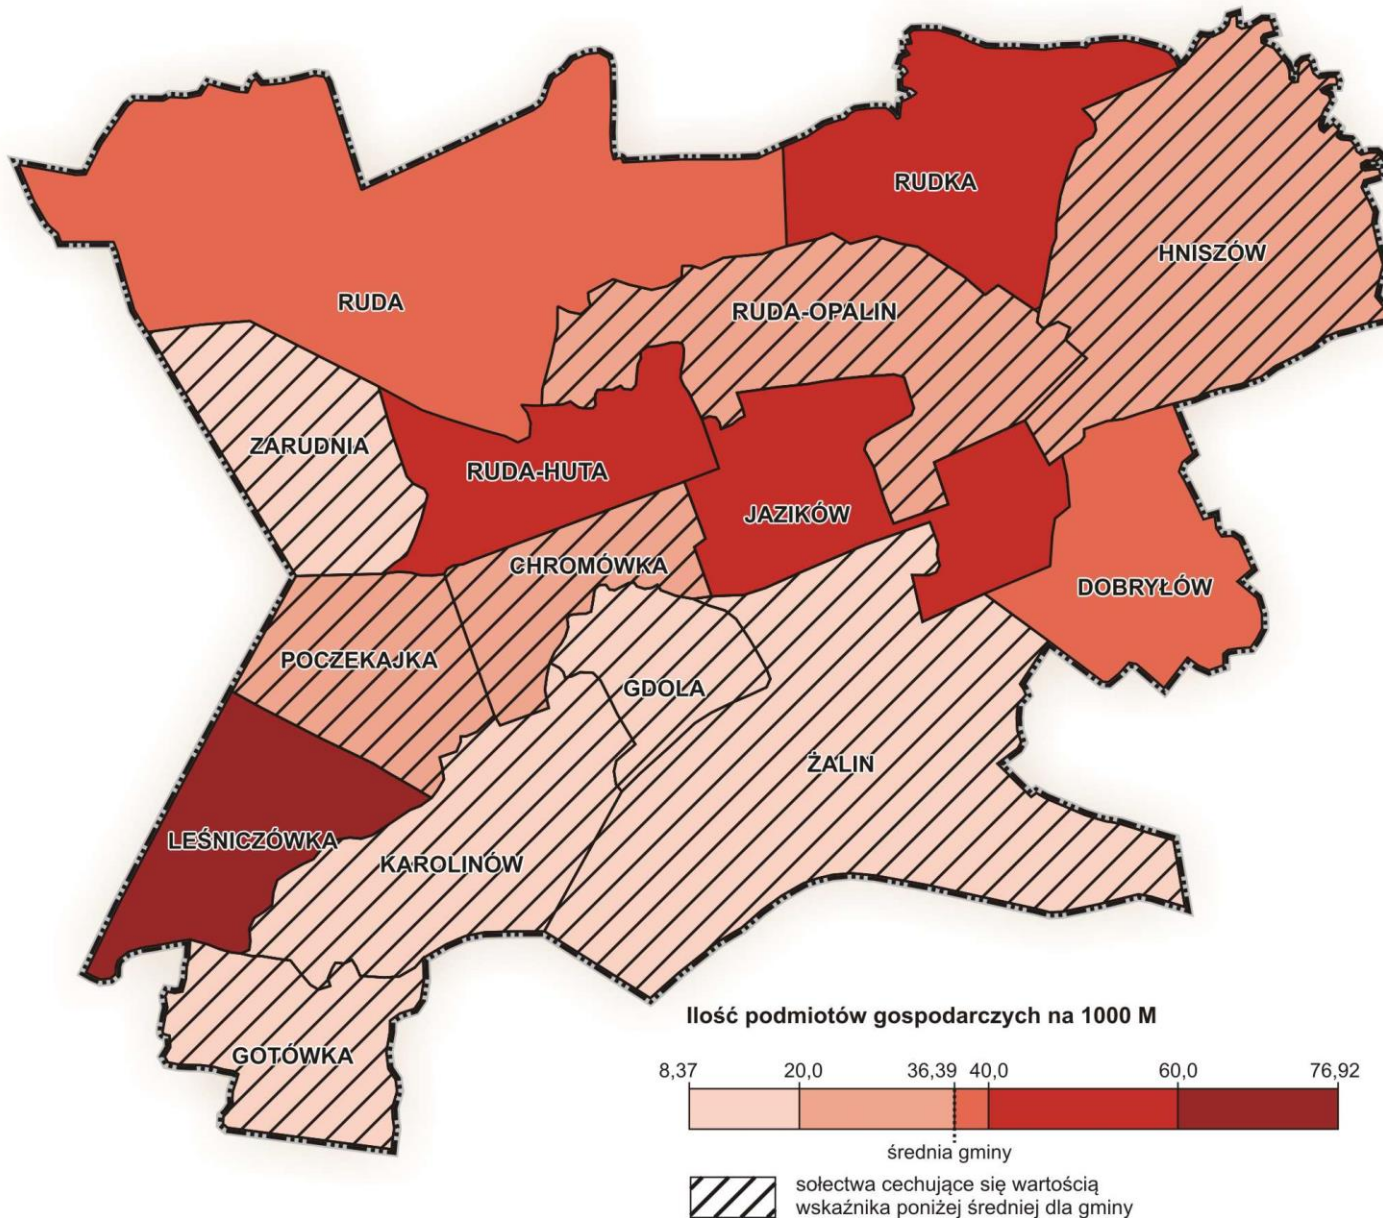 RUDKA
HNISZÓW
RUDA
RUDA-OPALIN
ZARUDNIA
RUDA-HUTA
JAZIKÓW
CHROMÓWKA
DOBRYŁÓW
POCZEKAJKA
GDOLA
ŻALIN
LEŚNICZÓWKA
KAROLINÓW
GOTÓWKA
Ilość podmiotów gospodarczych na 1000 M
8,37 20,0 36,39 40,0 60,0 76,92
średnia gminy
sołectwa cechujące się wartością
wskaźnika poniżej średniej dla gminy